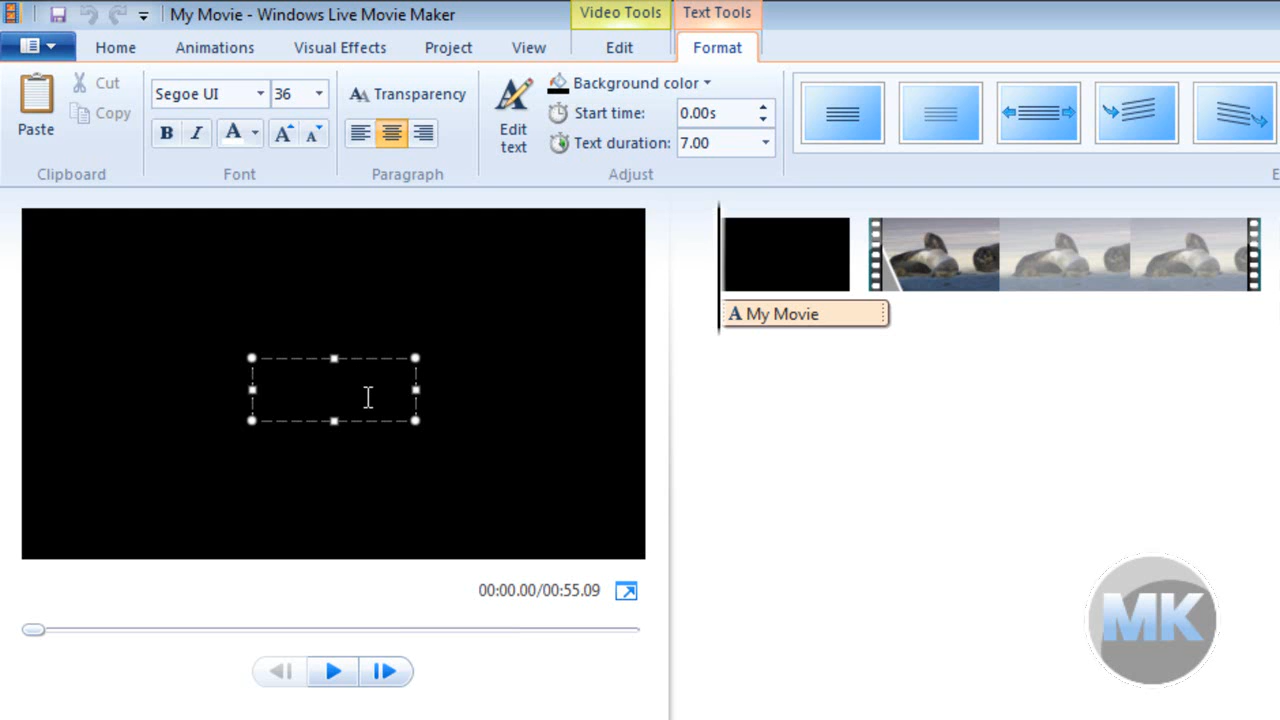 My Movie - Windows Live Movie Maker
Video Tools
Text Tools
Home
Animations
Visual Effects
Project
View
Edit
Format
Paste
Cut
Copy
Clipboard
Segoe UI
36
B I A A A
Font
Transparency
Paragraph
Edit text
Background color
Start time: 0.00s
Text duration: 7.00
Adjust
E
A My Movie
00:00.00/00:55.09
MK